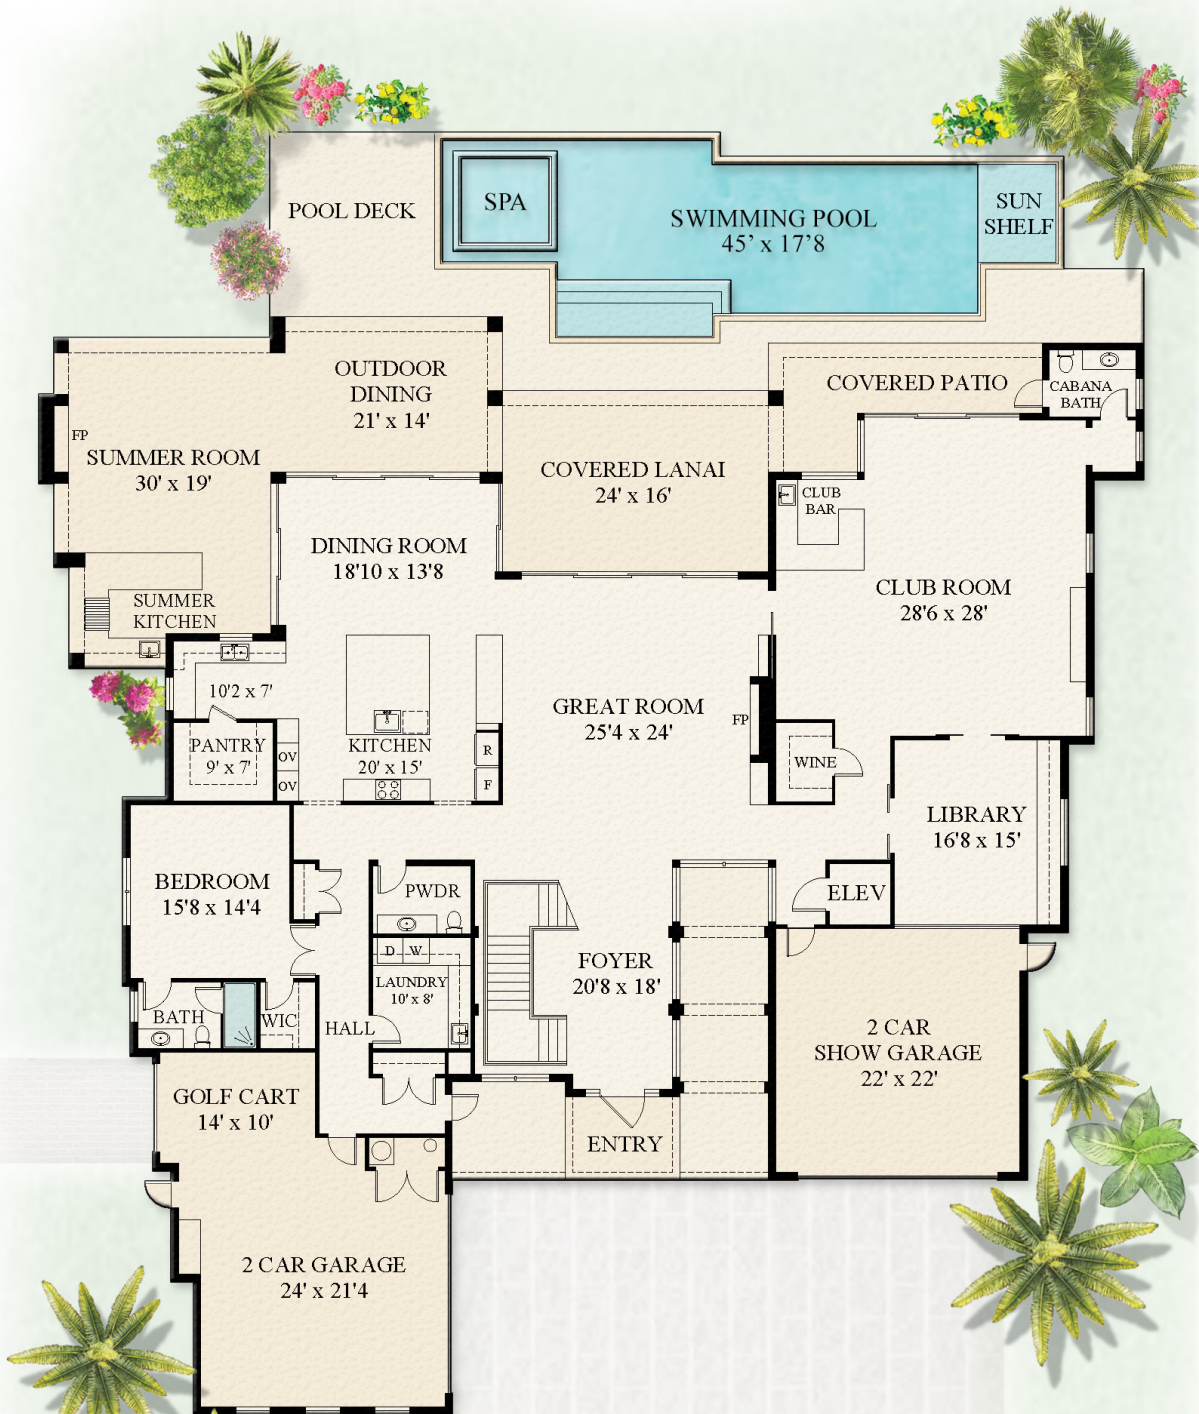 POOL DECK
SPA
SWIMMING POOL
45’ x 17’8
SUN
SHELF
OUTDOOR
DINING
21' x 14'
COVERED PATIO
CABANA
BATH
FP
SUMMER ROOM
30' x 19'
COVERED LANAI
24' x 16'
CLUB
BAR
DINING ROOM
18'10 x 13'8
CLUB ROOM
28'6 x 28'
SUMMER
KITCHEN
10'2 x 7'
GREAT ROOM
25'4 x 24'
FP
PANTRY
9' x 7'
OV
OV
KITCHEN
20' x 15'
R
F
WINE
LIBRARY
16'8 x 15'
BEDROOM
15'8 x 14'4
PWDR
ELEV
D
W
LAUNDRY
10' x 8'
FOYER
20'8 x 18'
BATH
WIC
HALL
2 CAR
SHOW GARAGE
22' x 22'
GOLF CART
14' x 10'
ENTRY
2 CAR GARAGE
24' x 21'4